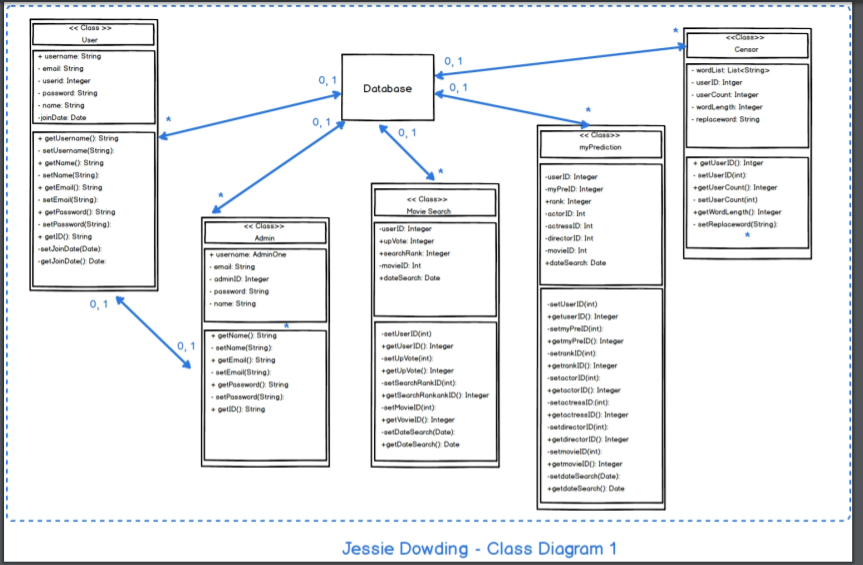 << Class >>
User
+ username: String
- email: String
- userid: Integer
- password: String
- name: String
-joinDate: Date
+ getUsername(): String
- setUsername(String):
+ getName(): String
- setName(String):
+ getEmail(): String
- setEmail(String):
+ getPassword(): String
- setPassword(String):
+ getID(): String
-setJoinDate(Date):
-getJoinDate(): Date:
0, 1
0, 1
*
0, 1
Database
0, 1
0, 1
0, 1
0, 1
*
<< Class>>
Admin
+ username: AdminOne
- email: String
- adminID: Integer
- password: String
- name: String
*
+ getName(): String
- setName(String):
+ getEmail(): String
- setEmail(String):
+ getPassword(): String
- setPassword(String):
+ getID(): String
*
<< Class>>
Movie Search
-userID: Integer
+upVote: Integer
+searchRank: Integer
-movieID: Int
+dateSearch: Date
-setUserID(int)
+getUserID(): Integer
-setUpVote(int):
+getUpVote(): Integer
-setSearchRankID(int):
+getSearchRankankID(): Integer
-setMovieID(int):
+getVovieID(): Integer
-setDateSearch(Date):
+getDateSearch(): Date
*
<< Class>>
myPrediction
-userID: Integer
-myPreID: Integer
+rank: Integer
-actorID: Int
-actressID: Int
-directorID: Int
-movieID: Int
+dateSearch: Date
-setUserID(int)
+getuserID(): Integer
-setmyPreID(int):
+getmyPreID(): Integer
-setrankID(int):
+getrankID(): Integer
-setactorID(int):
+getactorID(): Integer
-setactressID:(int):
+getactressID(): Integer
-setdirectorID(int):
+getdirectorID(): Integer
-setmovieID(int):
+getmovieID(): Integer
-setdateSearch(Date):
+getdateSearch(): Date
*
<<Class>>
Censor
- wordList: List<String>
- userID: Intger
- userCount: Integer
- wordLength: Integer
- replaceword: String
+ getUserID(): Intger
- setUserID(int):
+getUserCount(): Integer
- setUserCount(int)
+getWordLength(): Integer
- setReplaceword(String):
*
Jessie Dowding - Class Diagram 1